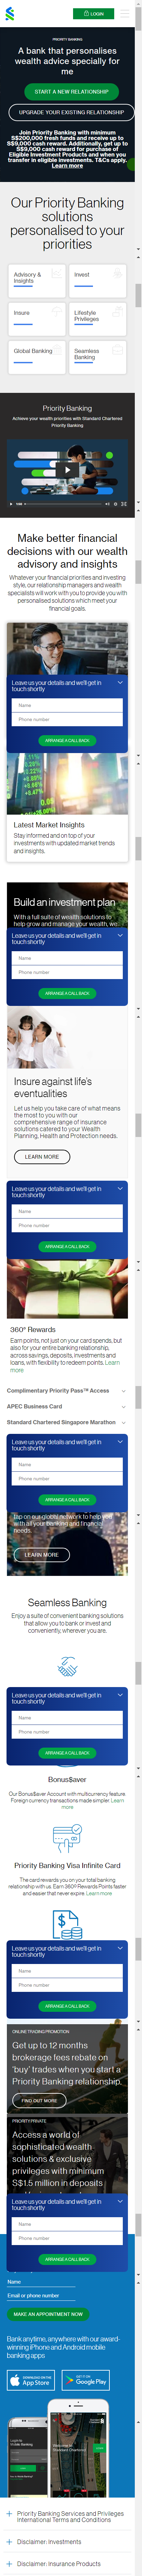 LOGIN
PRIORITY BANKING
A bank that personalises
wealth advice specially for
me
START A NEW RELATIONSHIP
UPGRADE YOUR EXISTING RELATIONSHIP
Join Priority Banking with minimum
S$200,000 fresh funds and receive up to
S$9,000 cash reward. Additionally, get up to
S$9,000 cash reward for purchase of
Eligible Investment Products and when you
transfer in eligible investments. T&Cs apply.
Learn more
Our Priority Banking
solutions
personalised to your
priorities
Advisory &
Insights
Invest
Insure
Lifestyle
Privileges
Global Banking
Seamless
Banking
Priority Banking
Achieve your wealth priorities with Standard Chartered
Priority Banking
Make better financial
decisions with our wealth
advisory and insights
Whatever your financial priorities and investing
style, our relationship managers and wealth
specialists will work with you to provide you with
personalised solutions which meet your
financial goals.
Leave us your details and we'll get in
touch shortly
Name
Phone number
ARRANGE A CALL BACK
Latest Market Insights
Stay informed and on top of your
investments with updated market trends
and insights.
Build an investment plan
With a full suite of wealth solutions to
help grow and manage your wealth, we
Leave us your details and we'll get in
touch shortly
Name
Phone number
ARRANGE A CALL BACK
Insure against life's
eventualities
Let us help you take care of what means
the most to you with our
comprehensive range of insurance
solutions catered to your Wealth
Planning, Health and Protection needs.
LEARN MORE
Leave us your details and we'll get in
touch shortly
Name
Phone number
ARRANGE A CALL BACK
360° Rewards
Earn points, not just on your card spends, but
also for your entire banking relationship,
across savings, deposits, investments and
loans, with flexibility to redeem points. Learn
more
Complimentary Priority Pass™ Access
APEC Business Card
Standard Chartered Singapore Marathon
Leave us your details and we'll get in
touch shortly
Name
Phone number
ARRANGE A CALL BACK
Tap on our global network to help you
with all your banking and financial
needs.
LEARN MORE
Seamless Banking
Enjoy a suite of convenient banking solutions
that allow you to bank or invest and
conveniently, wherever you are.
Leave us your details and we'll get in
touch shortly
Name
Phone number
ARRANGE A CALL BACK
Bonus$aver
Our Bonus$aver Account with multicurrency feature.
Foreign currency transactions made simpler. Learn
more
Priority Banking Visa Infinite Card
The card rewards you on your total banking
relationship with us. Earn 360° Rewards Points faster
and easier that never expire. Learn more
Leave us your details and we'll get in
touch shortly
Name
Phone number
ARRANGE A CALL BACK
ONLINE TRADING PROMOTION
Get up to 12 months
brokerage fees rebate on
'buy' trades when you start a
Priority Banking relationship.
FIND OUT MORE
PRIORITY PRIVATE
Access a world of
sophisticated wealth
solutions & exclusive
privileges with minimum
S$1.5 million in deposits
Leave us your details and we'll get in
touch shortly
Name
Phone number
ARRANGE A CALL BACK
Name
Email or phone number
MAKE AN APPOINTMENT NOW
Bank anytime, anywhere with our award-
winning iPhone and Android mobile
banking apps
Download on the
App Store
GET IT ON
Google Play
Priority Banking Services and Privileges
International Terms and Conditions
Disclaimer: Investments
Disclaimer: Insurance Products